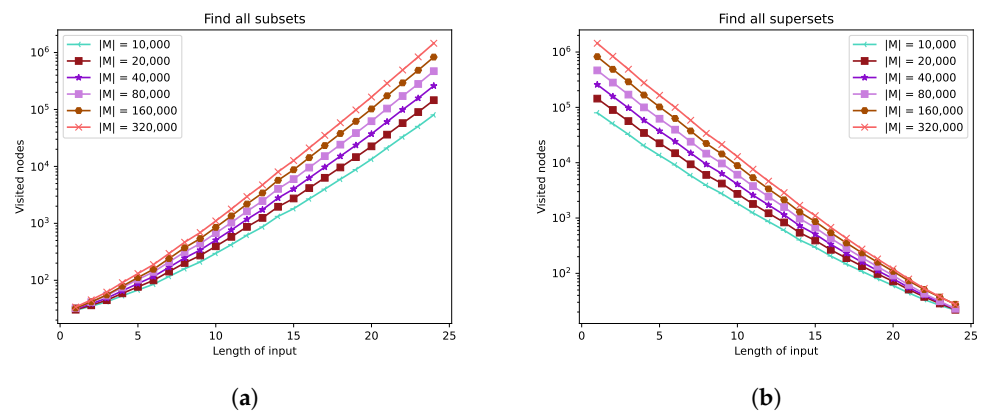 Find all subsets
|M| = 10,000
|M| = 20,000
|M| = 40,000
|M| = 80,000
|M| = 160,000
|M| = 320,000
10⁶
10⁵
10⁴
10³
10²
Visited nodes
0 5 10 15 20 25
Length of input
(a)
Find all supersets
|M| = 10,000
|M| = 20,000
|M| = 40,000
|M| = 80,000
|M| = 160,000
|M| = 320,000
10⁶
10⁵
10⁴
10³
10²
Visited nodes
0 5 10 15 20 25
Length of input
(b)